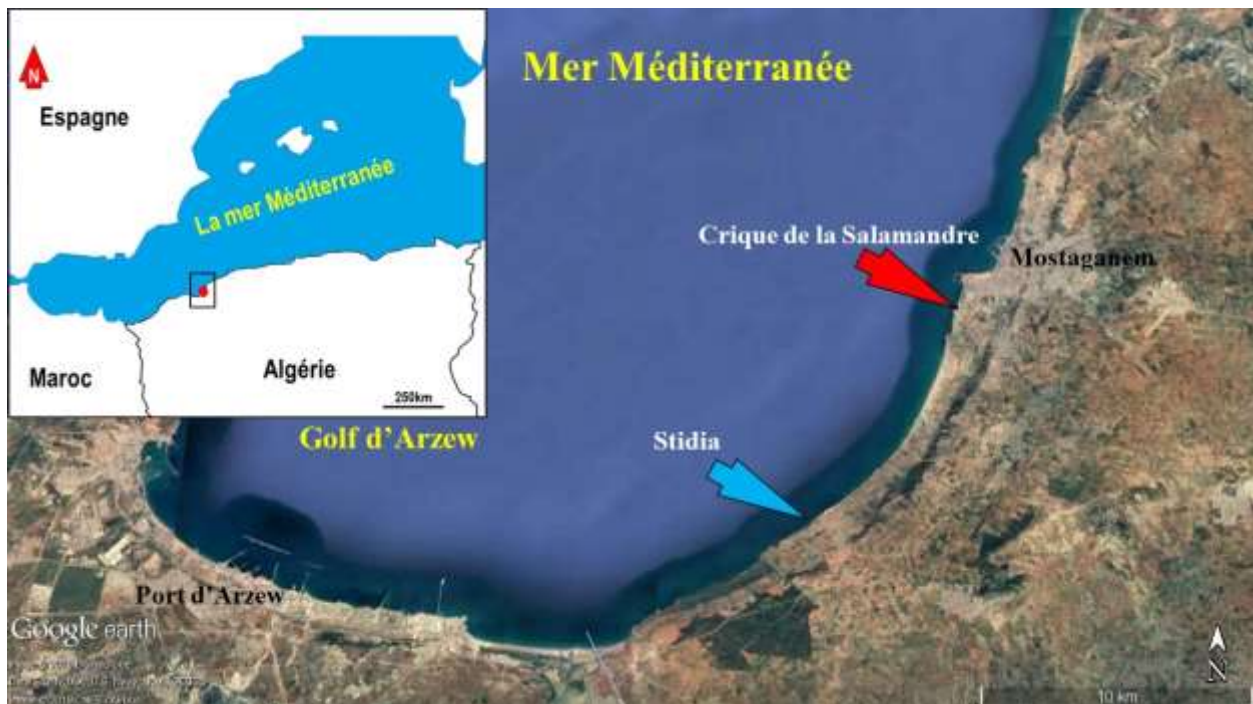 Mer Méditerranée
N
Espagne
La mer Méditerranée
Maroc
Algérie
250km
Crique de la Salamandre
Mostaganem
Golf d'Arzew
Stidia
Port d'Arzew
Google earth
N
10 km